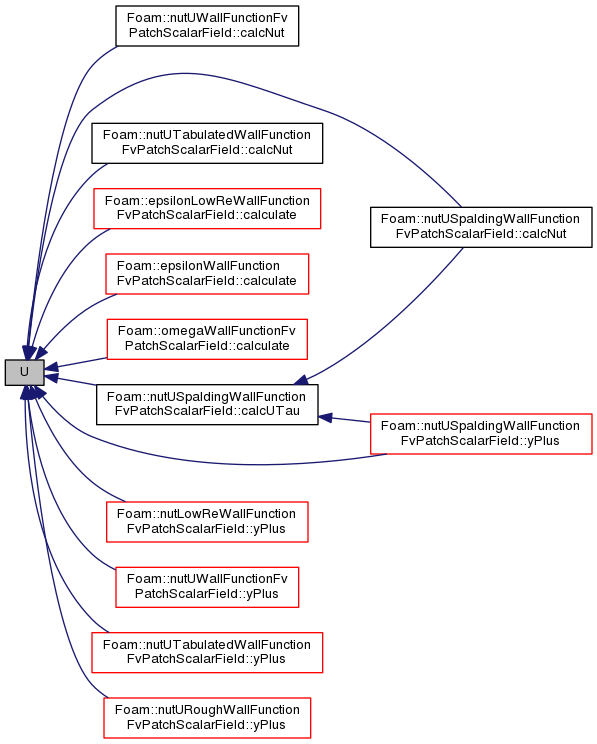 Foam::nutUWallFunctionFv
PatchScalarField::calcNut
Foam::nutUTabulatedWallFunction
FvPatchScalarField::calcNut
Foam::epsilonLowReWallFunction
FvPatchScalarField::calculate
Foam::nutUSpaldingWallFunction
FvPatchScalarField::calcNut
Foam::epsilonWallFunction
FvPatchScalarField::calculate
Foam::omegaWallFunctionFv
PatchScalarField::calculate
U
Foam::nutUSpaldingWallFunction
FvPatchScalarField::calcUTau
Foam::nutUSpaldingWallFunction
FvPatchScalarField::yPlus
Foam::nutLowReWallFunction
FvPatchScalarField::yPlus
Foam::nutUWallFunctionFv
PatchScalarField::yPlus
Foam::nutUTabulatedWallFunction
FvPatchScalarField::yPlus
Foam::nutURoughWallFunction
FvPatchScalarField::yPlus